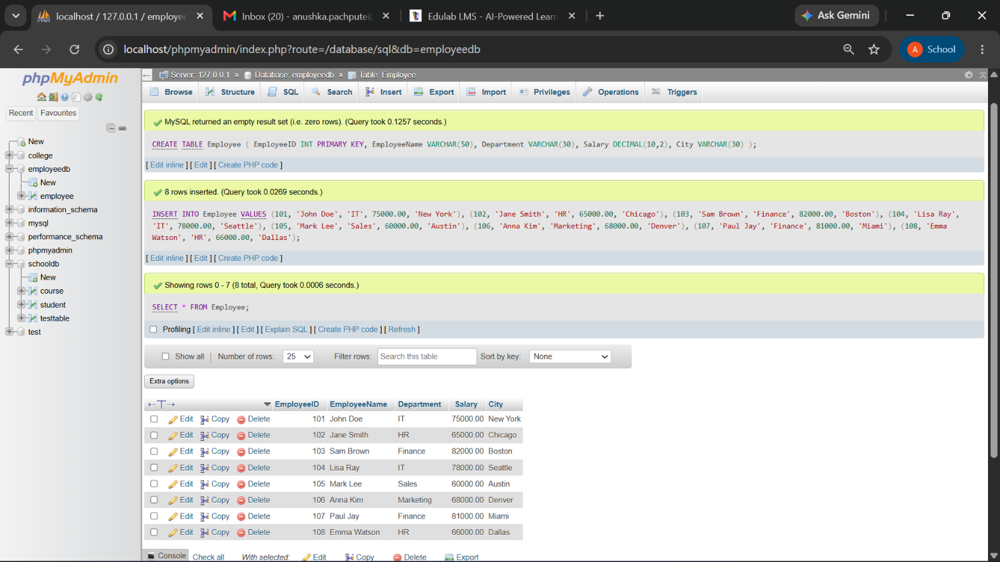 localhost / 127.0.0.1 / employee
Inbox (20) - anushka.pachpute@
Edulab LMS - AI-Powered Learn
Ask Gemini
localhost/phpmyadmin/index.php?route=/database/sql&db=employeedb
A School
phpMyAdmin
Recent Favourites
New
college
employeedb
New
employee
information_schema
mysql
performance_schema
phpmyadmin
schooldb
New
course
student
testtable
test
Server: 127.0.0.1 » Database: employeedb » Table: Employee
Browse Structure SQL Search Insert Export Import Privileges Operations Triggers
MySQL returned an empty result set (i.e. zero rows). (Query took 0.1257 seconds.)
CREATE TABLE Employee ( EmployeeID INT PRIMARY KEY, EmployeeName VARCHAR(50), Department VARCHAR(30), Salary DECIMAL(10,2), City VARCHAR(30) );
[ Edit inline ] [ Edit ] [ Create PHP code ]
8 rows inserted. (Query took 0.0269 seconds.)
INSERT INTO Employee VALUES (101, 'John Doe', 'IT', 75000.00, 'New York'), (102, 'Jane Smith', 'HR', 65000.00, 'Chicago'), (103, 'Sam Brown', 'Finance', 82000.00, 'Boston'), (104, 'Lisa Ray',
'IT', 78000.00, 'Seattle'), (105, 'Mark Lee', 'Sales', 60000.00, 'Austin'), (106, 'Anna Kim', 'Marketing', 68000.00, 'Denver'), (107, 'Paul Jay', 'Finance', 81000.00, 'Miami'), (108, 'Emma
Watson', 'HR', 66000.00, 'Dallas');
[ Edit inline ] [ Edit ] [ Create PHP code ]
Showing rows 0 - 7 (8 total, Query took 0.0006 seconds.)
SELECT * FROM Employee;
Profiling [ Edit inline ] [ Edit ] [ Explain SQL ] [ Create PHP code ] [ Refresh ]
Show all Number of rows: 25 Filter rows: Search this table Sort by key: None
Extra options
EmployeeID EmployeeName Department Salary City
Edit Copy Delete 101 John Doe IT 75000.00 New York
Edit Copy Delete 102 Jane Smith HR 65000.00 Chicago
Edit Copy Delete 103 Sam Brown Finance 82000.00 Boston
Edit Copy Delete 104 Lisa Ray IT 78000.00 Seattle
Edit Copy Delete 105 Mark Lee Sales 60000.00 Austin
Edit Copy Delete 106 Anna Kim Marketing 68000.00 Denver
Edit Copy Delete 107 Paul Jay Finance 81000.00 Miami
Edit Copy Delete 108 Emma Watson HR 66000.00 Dallas
Console Check all With selected: Edit Copy Delete Export